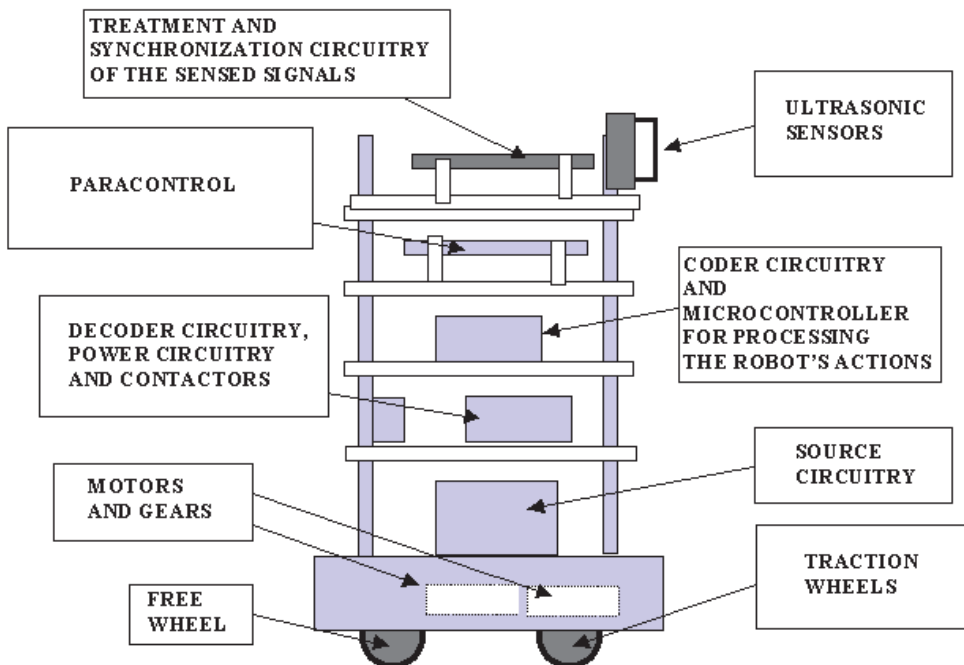 TREATMENT AND
SYNCHRONIZATION CIRCUITRY
OF THE SENSED SIGNALS
ULTRASONIC
SENSORS
PARACONTROL
CODER CIRCUITRY
AND
MICROCONTROLLER
FOR PROCESSING
THE ROBOT'S ACTIONS
DECODER CIRCUITRY,
POWER CIRCUITRY
AND CONTACTORS
SOURCE
CIRCUITRY
MOTORS
AND GEARS
TRACTION
WHEELS
FREE
WHEEL